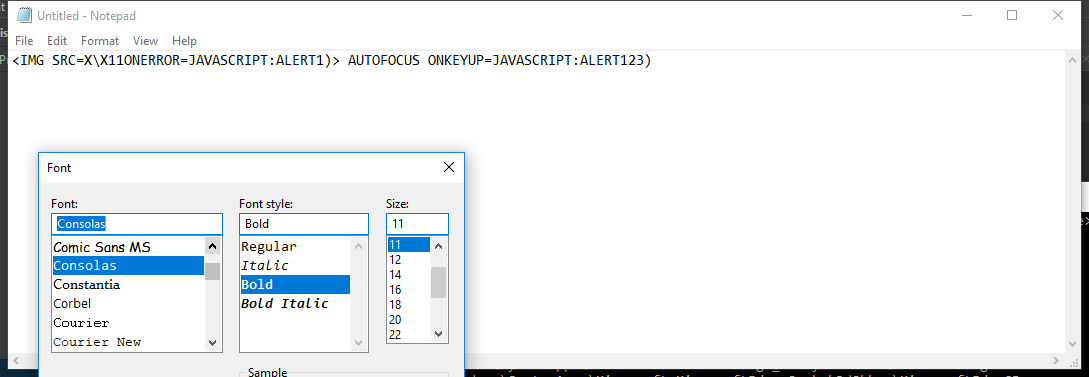 Untitled - Notepad
File Edit Format View Help
<IMG SRC=X\X11ONERROR=JAVASCRIPT:ALERT1)> AUTOFOCUS ONKEYUP=JAVASCRIPT:ALERT123)
Font
Font: Font style: Size:
Consolas Bold 11
Comic Sans MS Regular 11
Consolas Italic 12
Constantia Bold 14
Corbel Bold Italic 16
Courier 18
Courier New 20
22
Sample